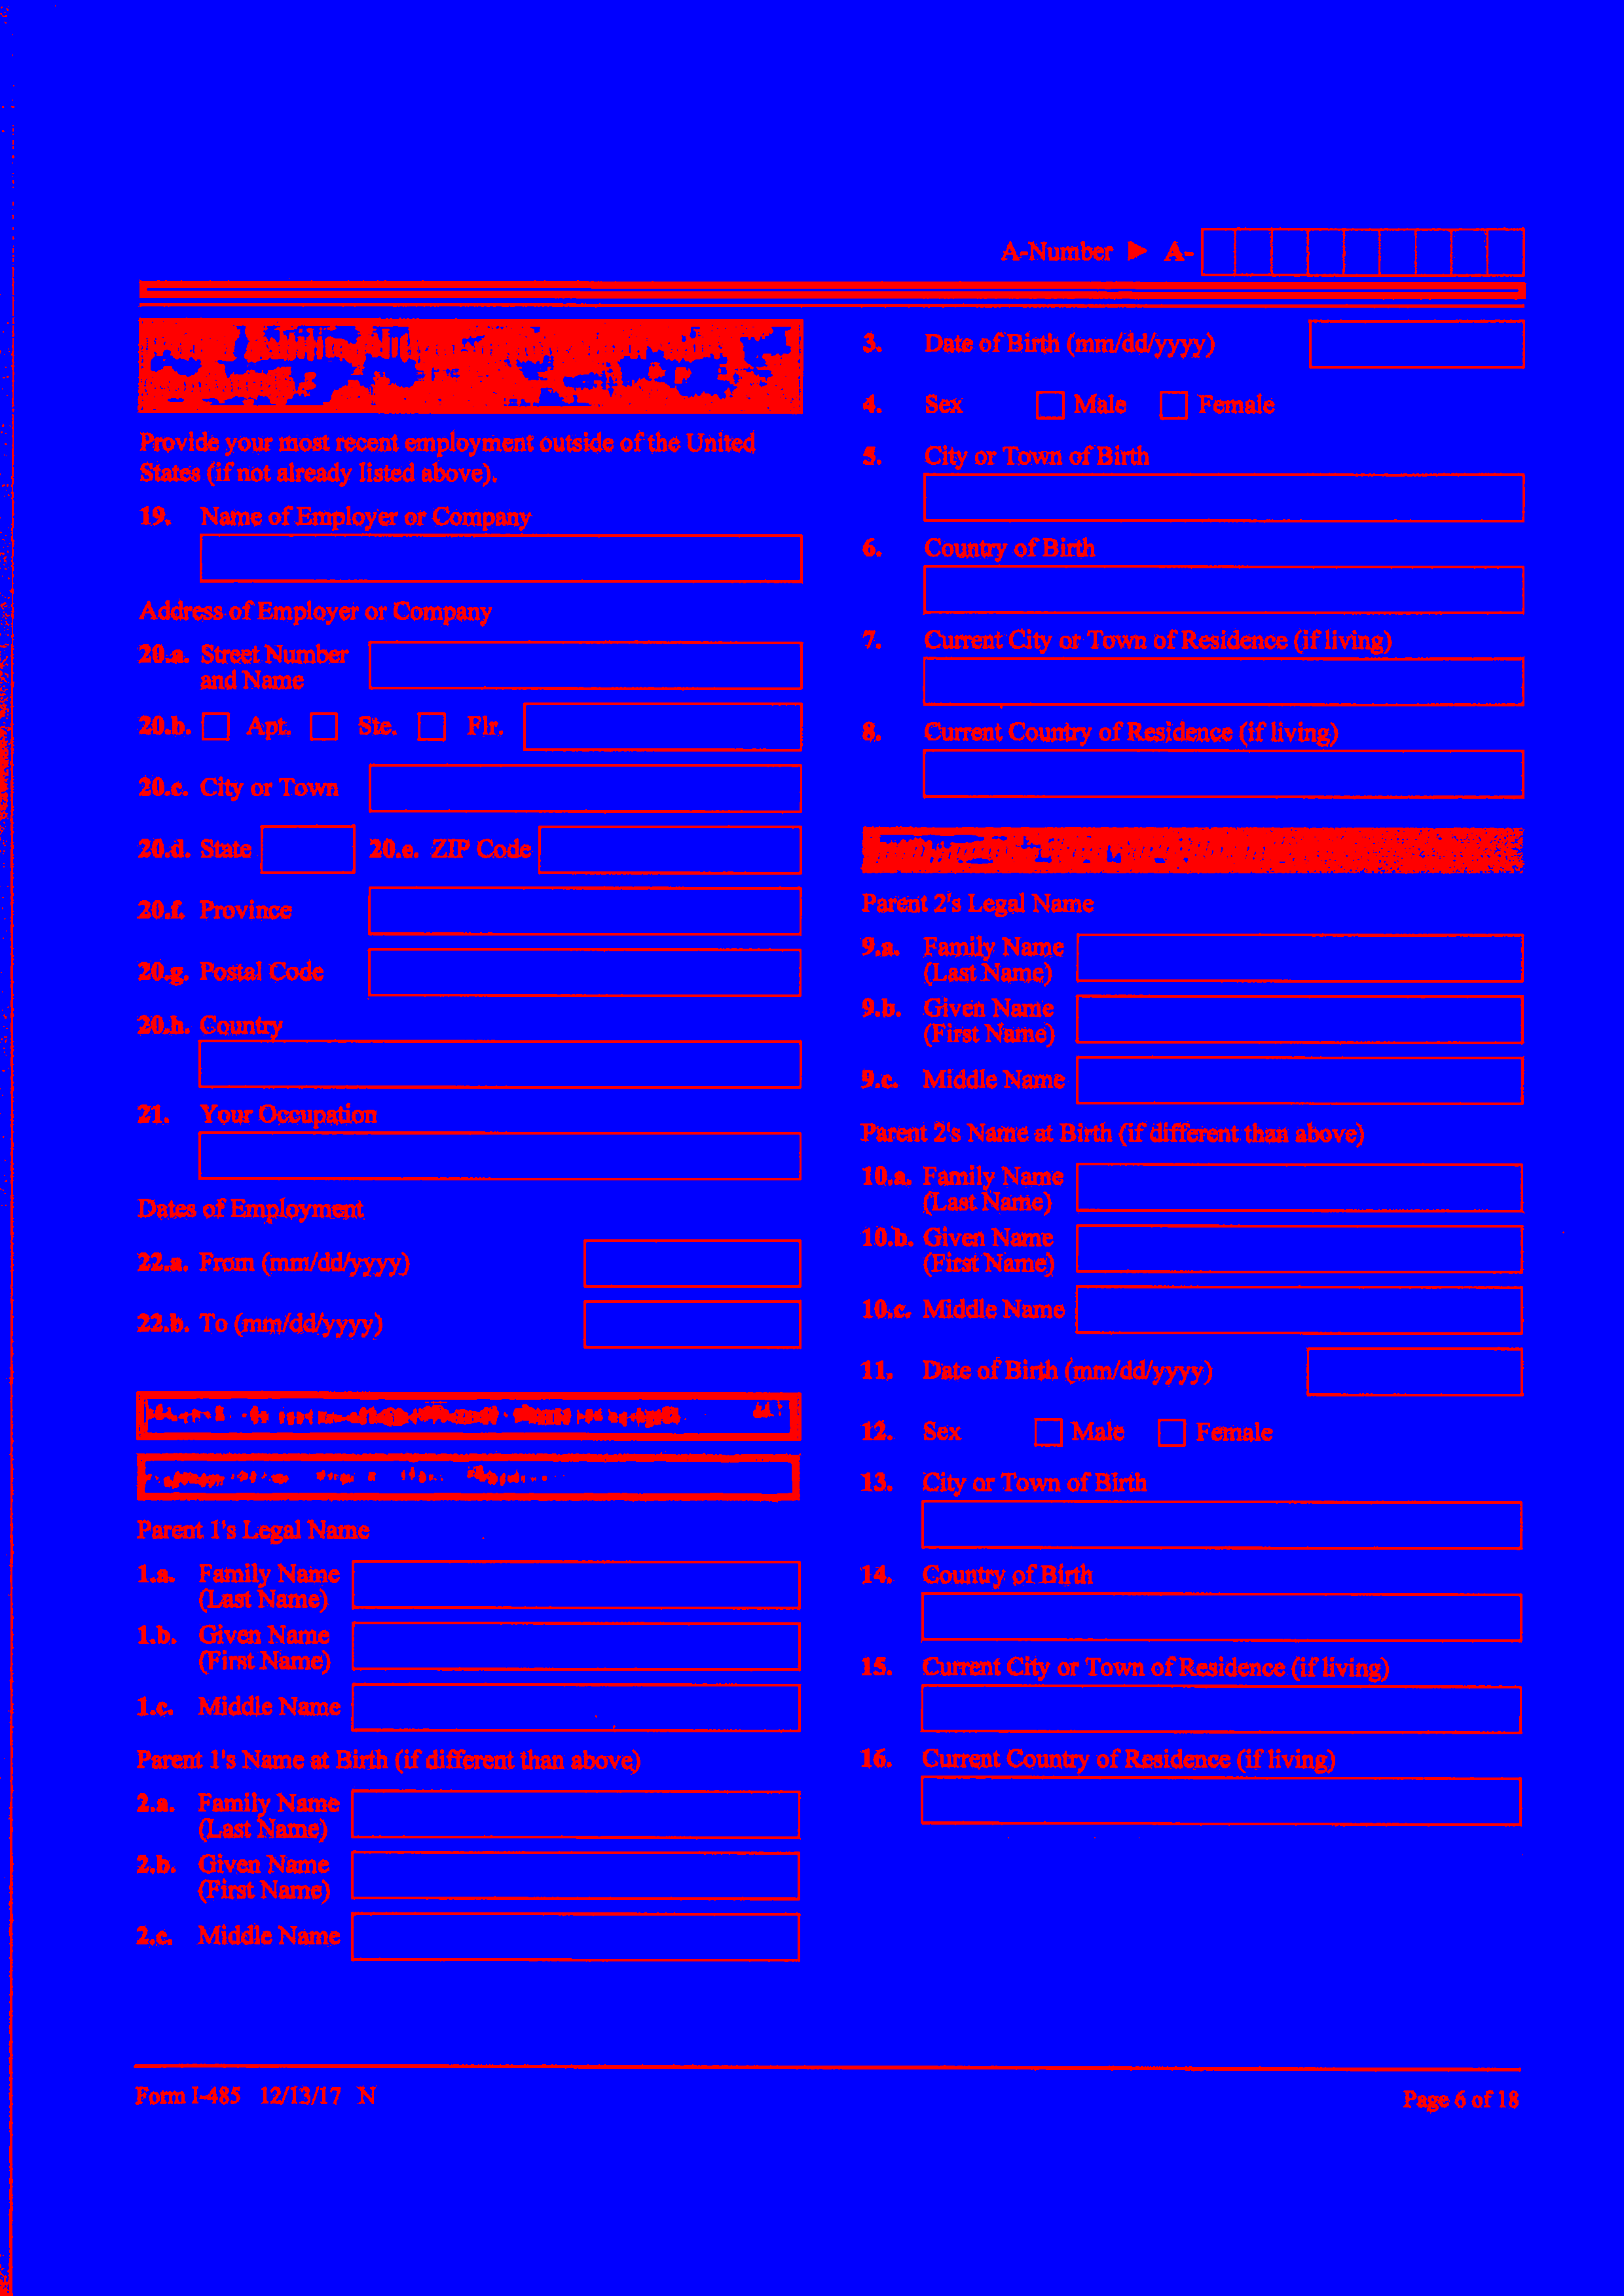 A-Number ► A-
Provide your most recent employment outside of the United
States (if not already listed above).
19. Name of Employer or Company
Address of Employer or Company
20.a. Street Number
and Name
20.b. Apt. Ste. Flr.
20.c. City or Town
20.d. State 20.e. ZIP Code
20.f. Province
20.g. Postal Code
20.h. Country
21. Your Occupation
Dates of Employment
22.a. From (mm/dd/yyyy)
22.b. To (mm/dd/yyyy)
Parent 1's Legal Name
1.a. Family Name
(Last Name)
1.b. Given Name
(First Name)
1.c. Middle Name
Parent 1's Name at Birth (if different than above)
2.a. Family Name
(Last Name)
2.b. Given Name
(First Name)
2.c. Middle Name
3. Date of Birth (mm/dd/yyyy)
4. Sex Male Female
5. City or Town of Birth
6. Country of Birth
7. Current City or Town of Residence (if living)
8. Current Country of Residence (if living)
Parent 2's Legal Name
9.a. Family Name
(Last Name)
9.b. Given Name
(First Name)
9.c. Middle Name
Parent 2's Name at Birth (if different than above)
10.a. Family Name
(Last Name)
10.b. Given Name
(First Name)
10.c. Middle Name
11. Date of Birth (mm/dd/yyyy)
12. Sex Male Female
13. City or Town of Birth
14. Country of Birth
15. Current City or Town of Residence (if living)
16. Current Country of Residence (if living)
Form I-485 12/13/17 N
Page 6 of 18